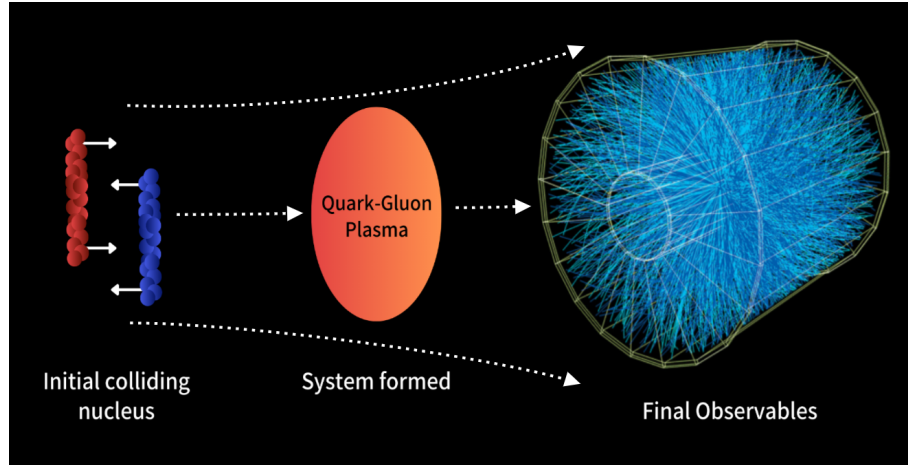 Quark-Gluon
Plasma
Initial colliding
nucleus
System formed
Final Observables